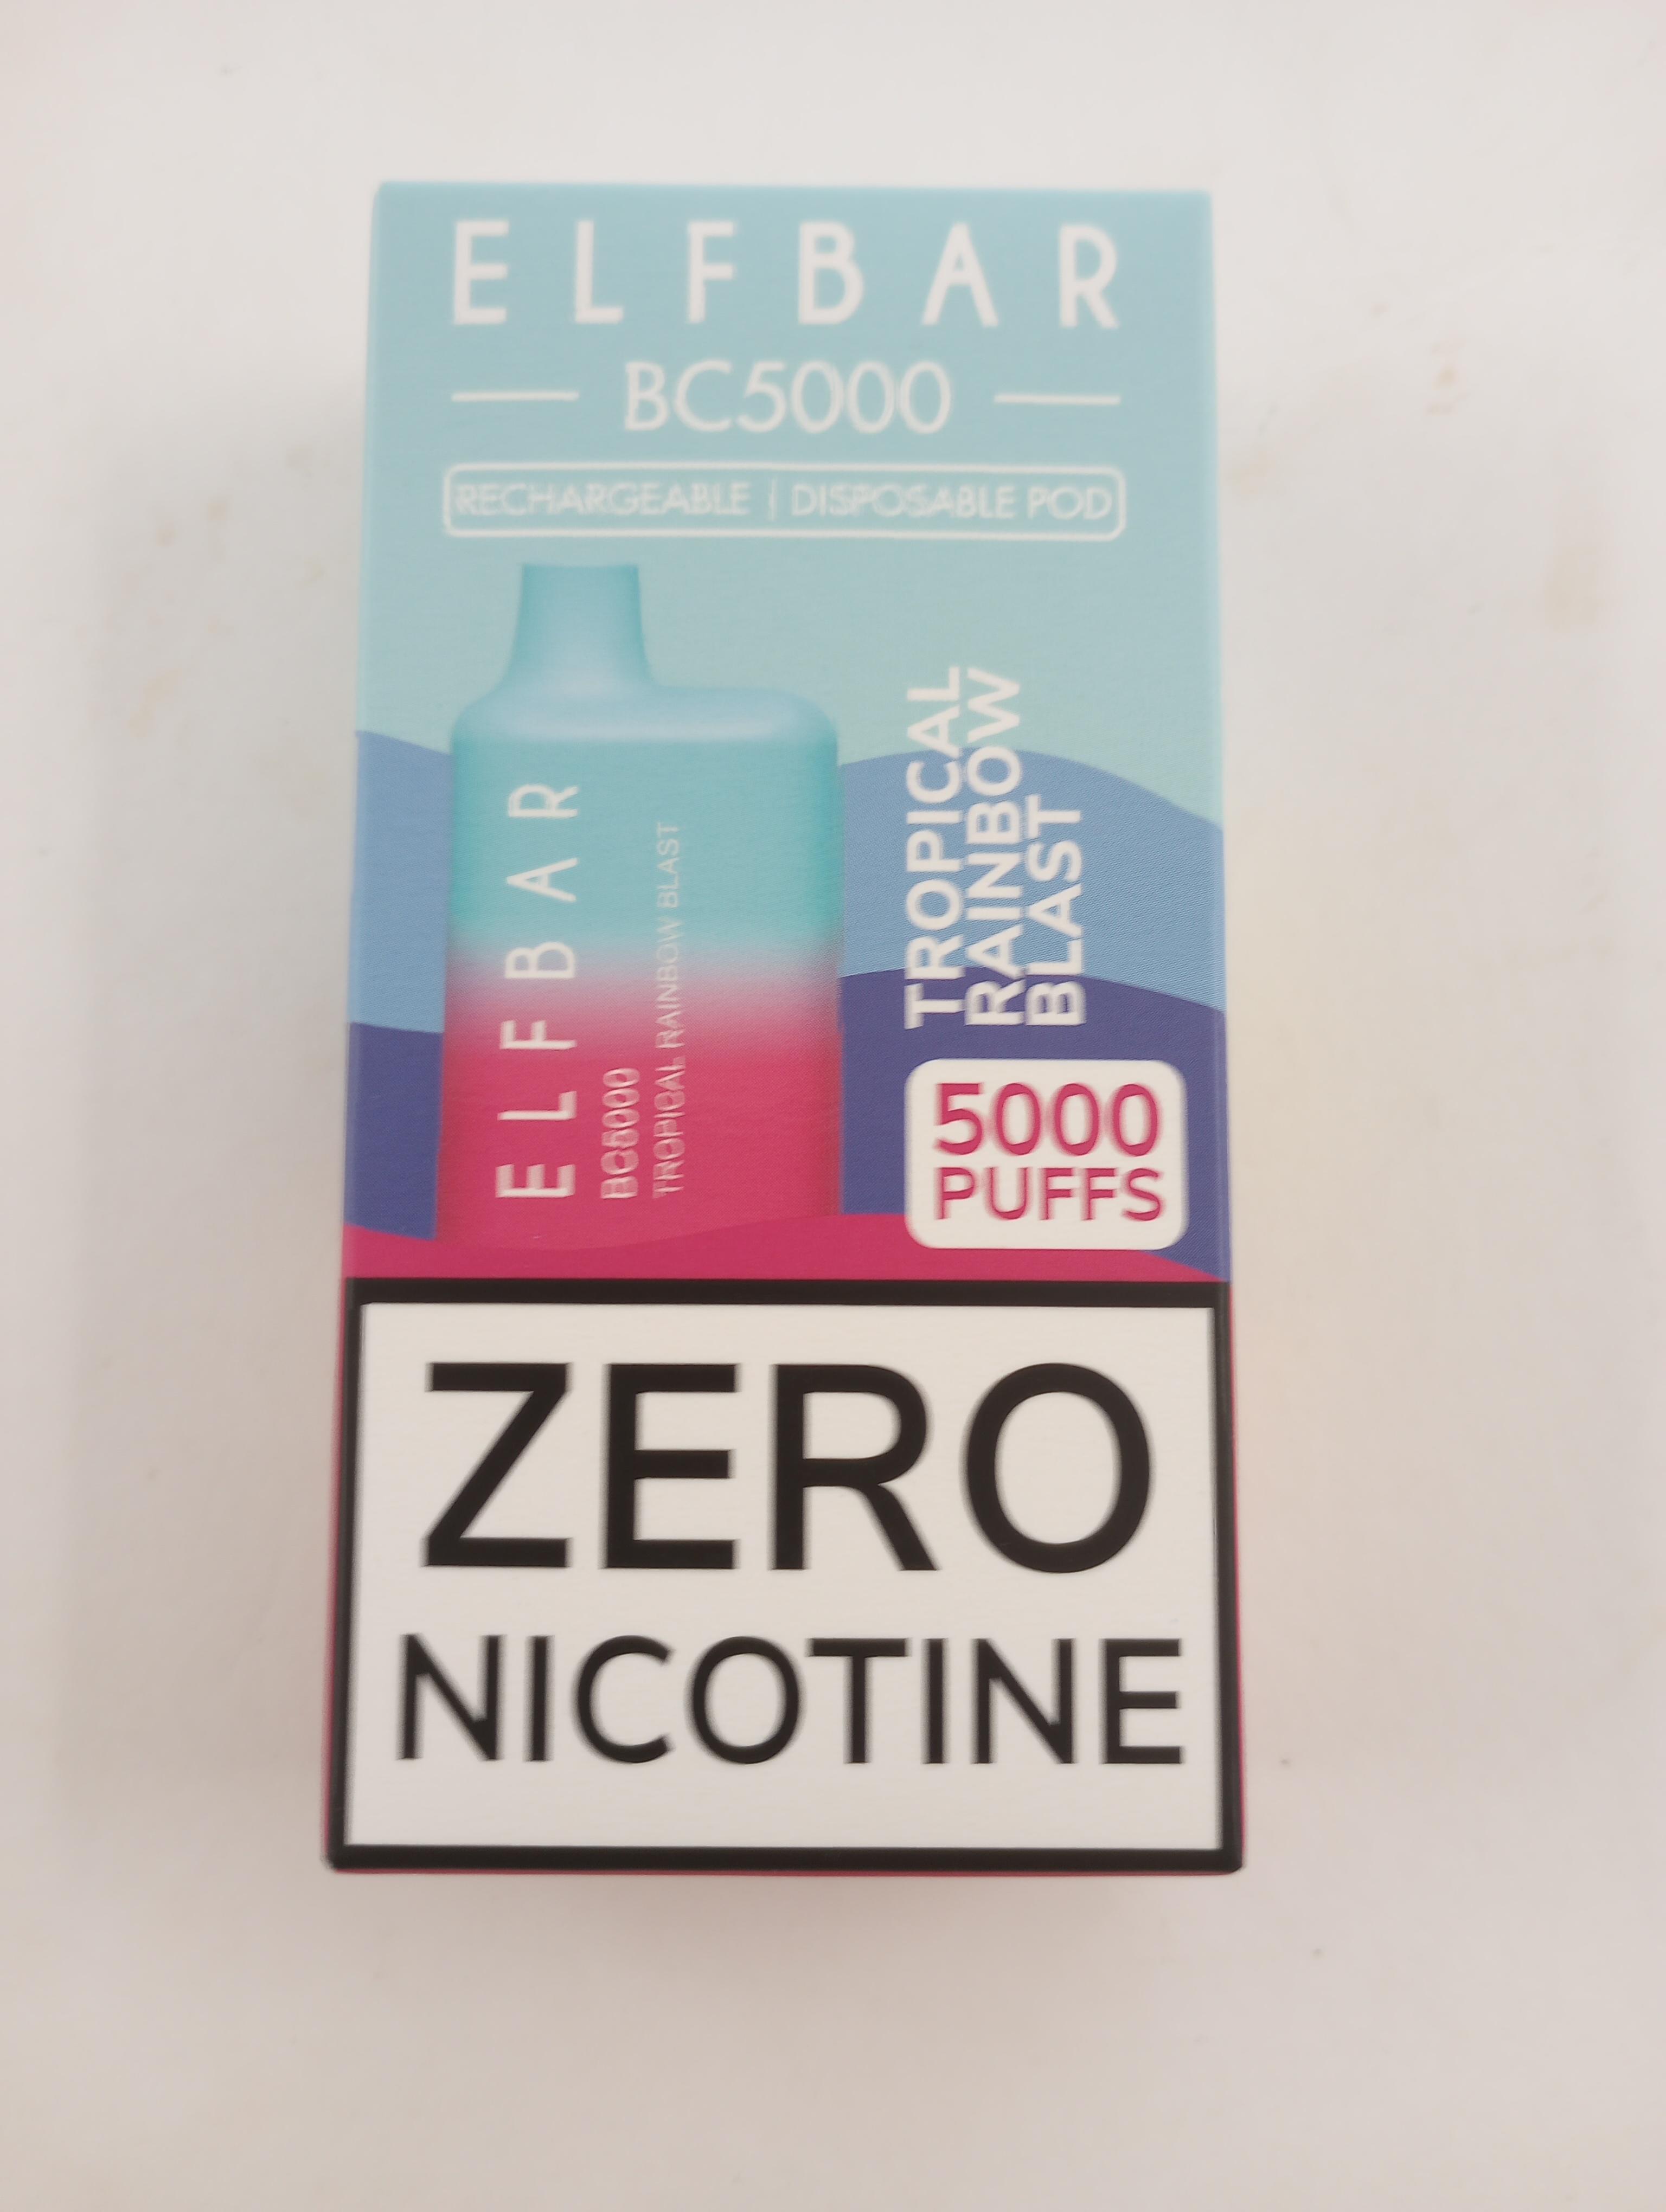 ELFBAR
BC5000
RECHARGEABLE | DISPOSABLE POD
ELFBAR
BC5000
TROPICAL RAINBOW BLAST
TROPICAL
RAINBOW
BLAST
5000
PUFFS
ZERO
NICOTINE